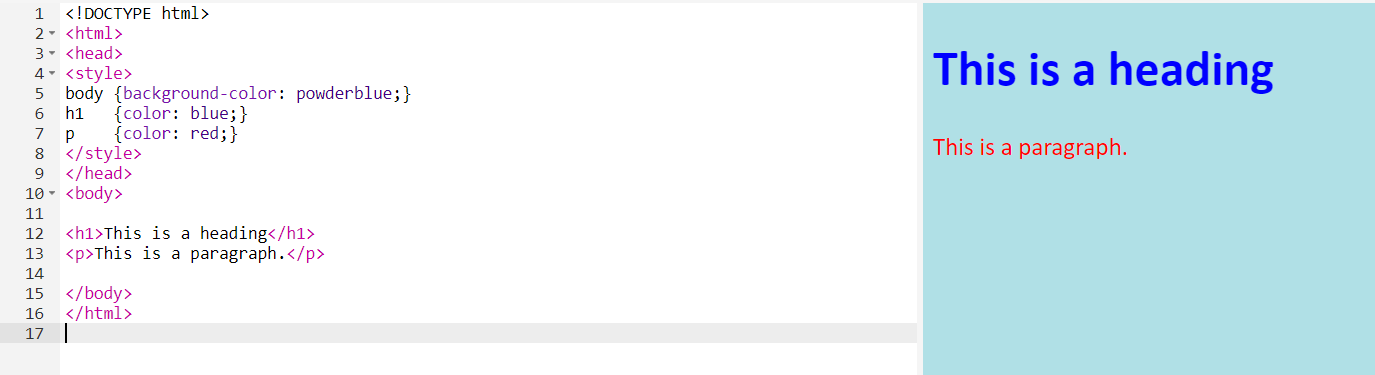 1 <!DOCTYPE html>
2 <html>
3 <head>
4 <style>
5 body {background-color: powderblue;}
6 h1   {color: blue;}
7 p    {color: red;}
8 </style>
9 </head>
10 <body>
11
12 <h1>This is a heading</h1>
13 <p>This is a paragraph.</p>
14
15 </body>
16 </html>
17
This is a heading
This is a paragraph.